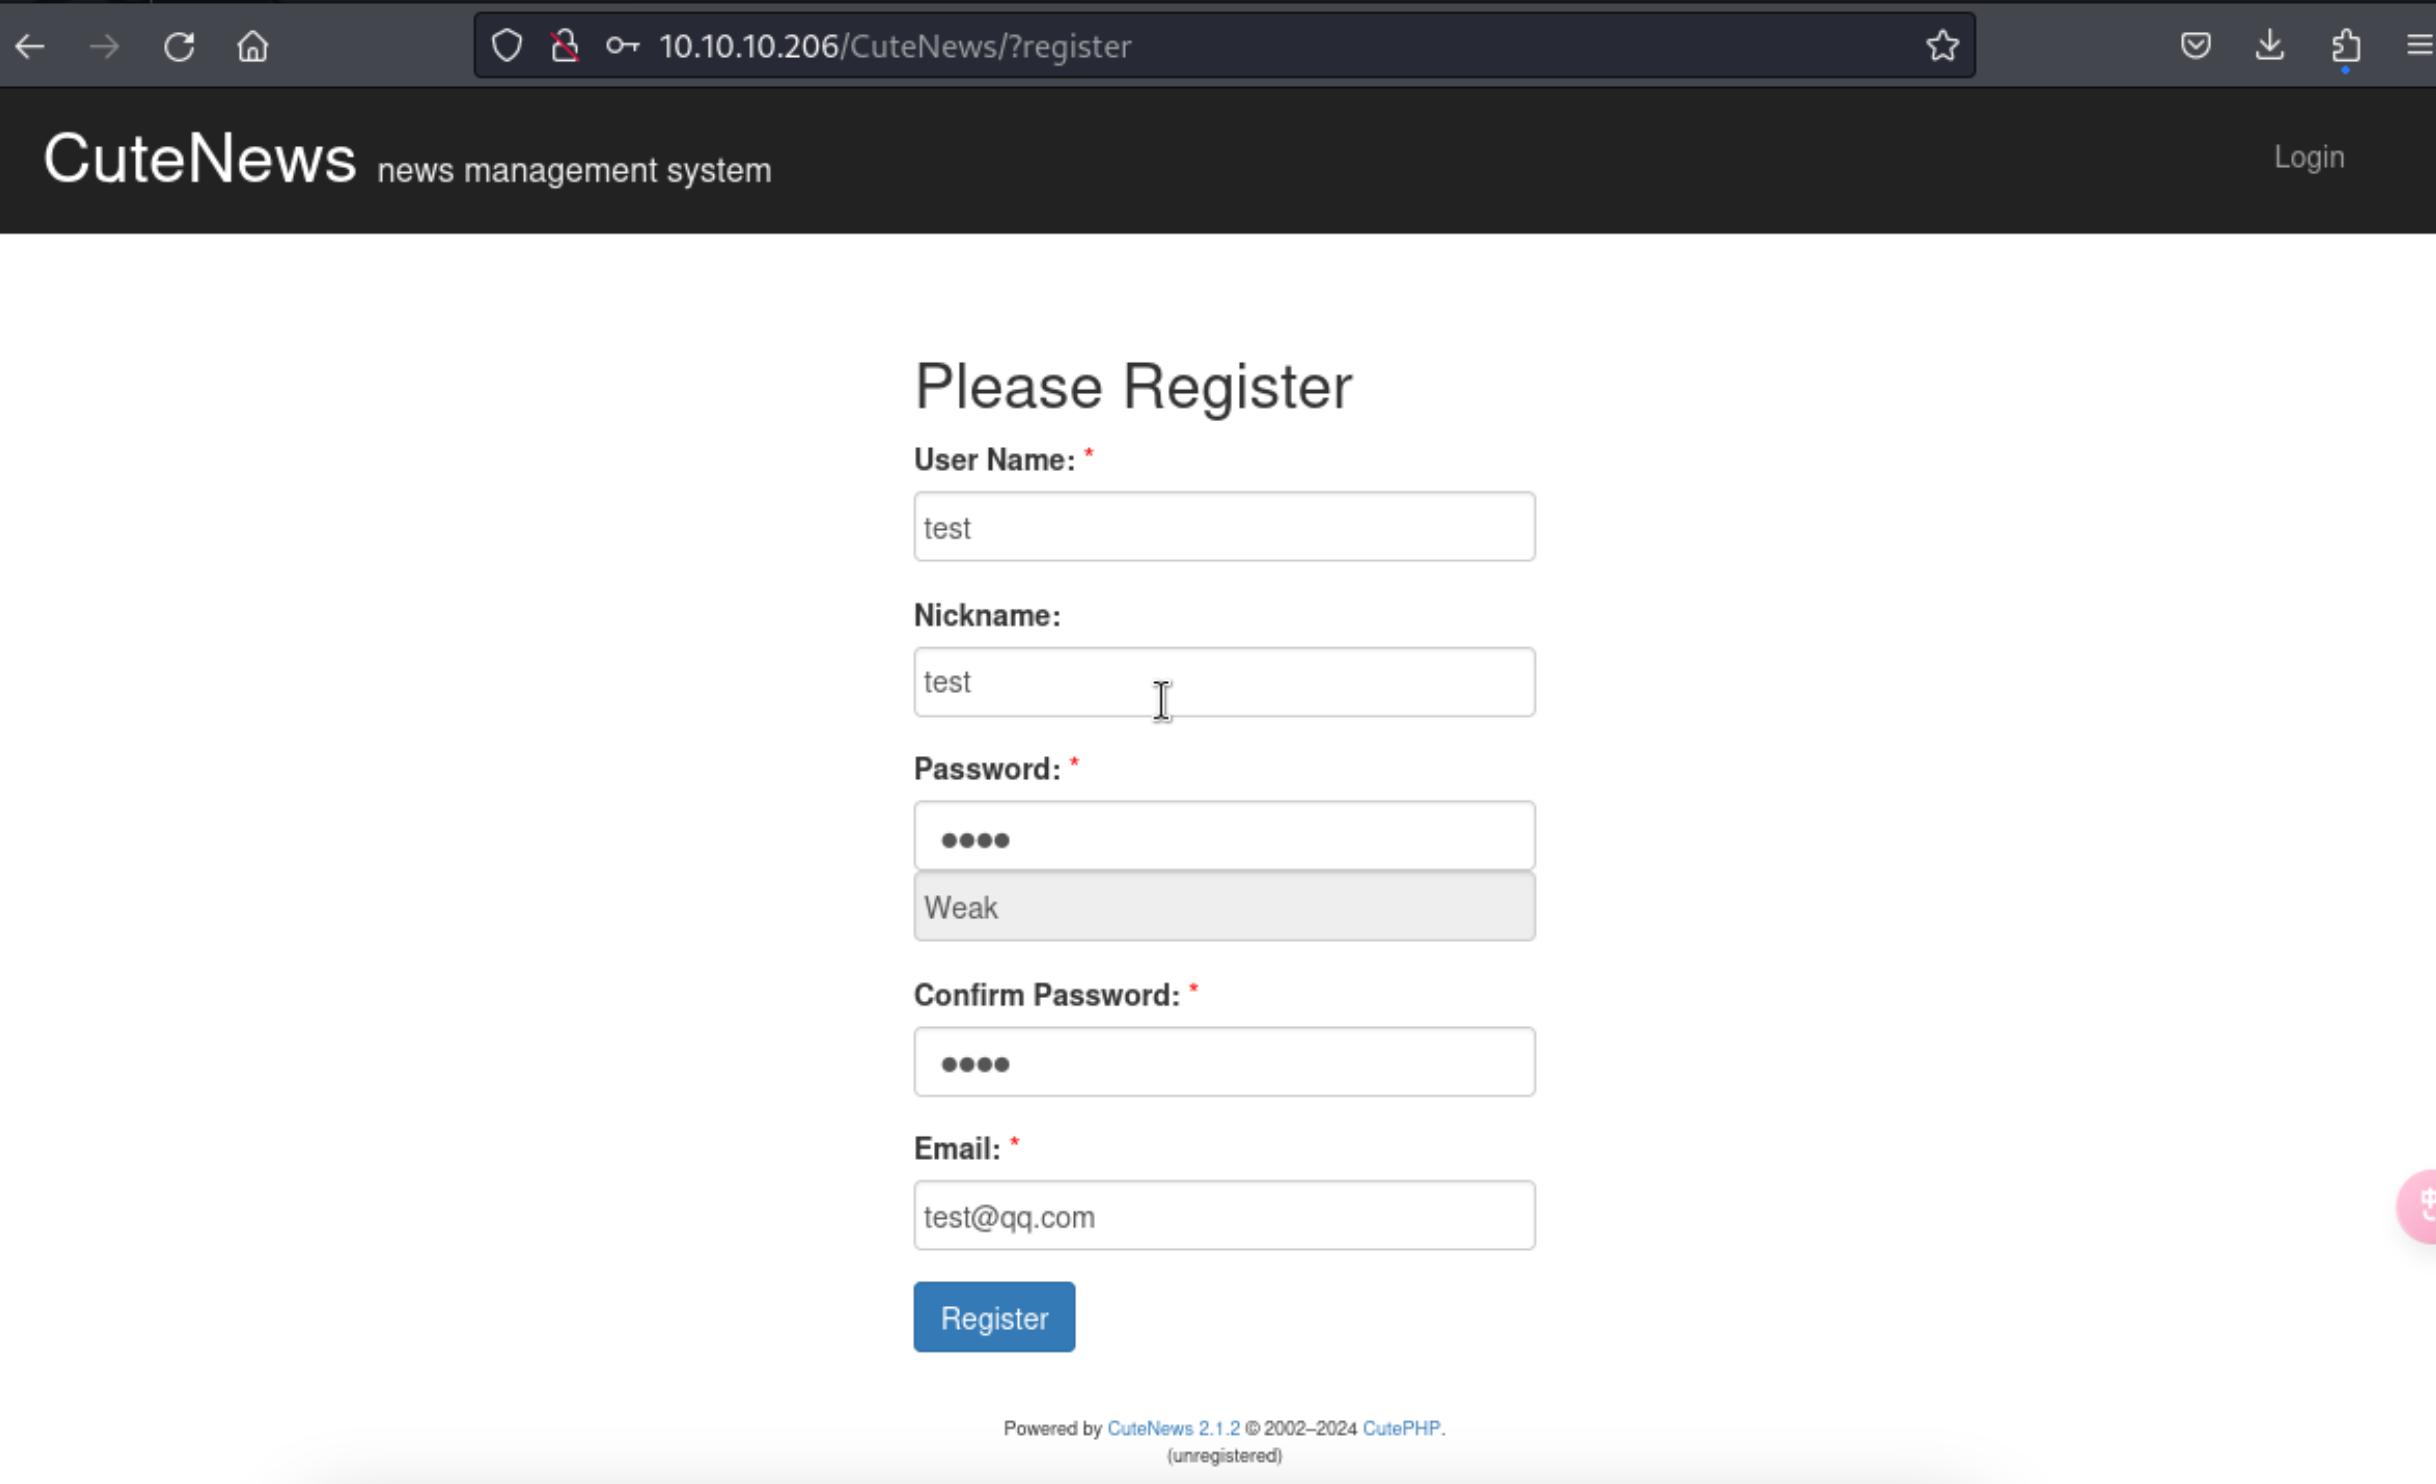 10.10.10.206/CuteNews/?register
CuteNews news management system
Login
Please Register
User Name: *
test
Nickname:
test
Password: *
••••
Weak
Confirm Password: *
••••
Email: *
test@qq.com
Register
Powered by CuteNews 2.1.2 © 2002–2024 CutePHP.
(unregistered)